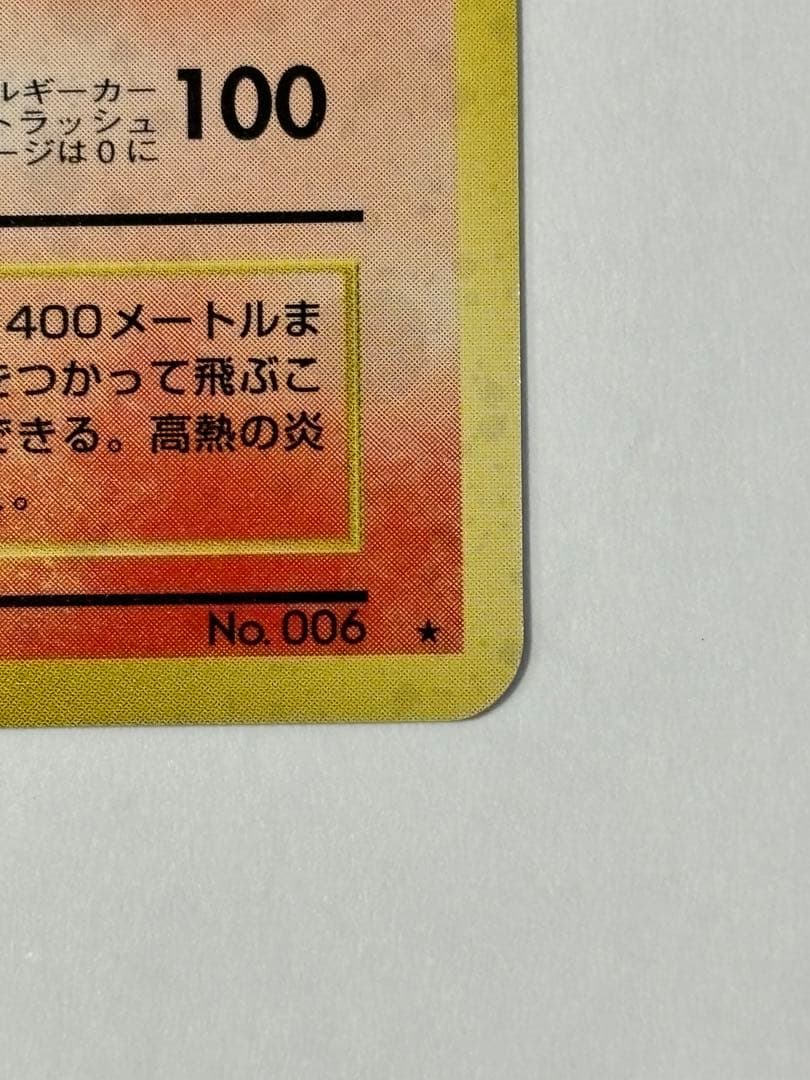 ルギーカー
トラッシュ
ージは0に
100
400メートルま
をつかって飛ぶこ
できる。高熱の炎
。
No. 006 ★